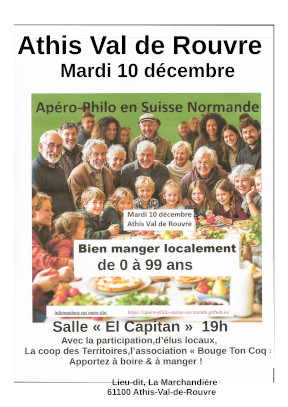 Athis Val de Rouvre
Mardi 10 décembre
Apéro-Philo en Suisse Normande
Mardi 10 décembre
Athis Val de Rouvre
Bien manger localement
de 0 à 99 ans
informations sur notre site:
https://apero-philo-suisse-normande.github.io/
Salle « El Capitan » 19h
Avec la participation,d’élus locaux,
La coop des Territoires,l’association « Bouge Ton Coq :
Apportez à boire & à manger !
Lieu-dit, La Marchandière
61100 Athis-Val-de-Rouvre